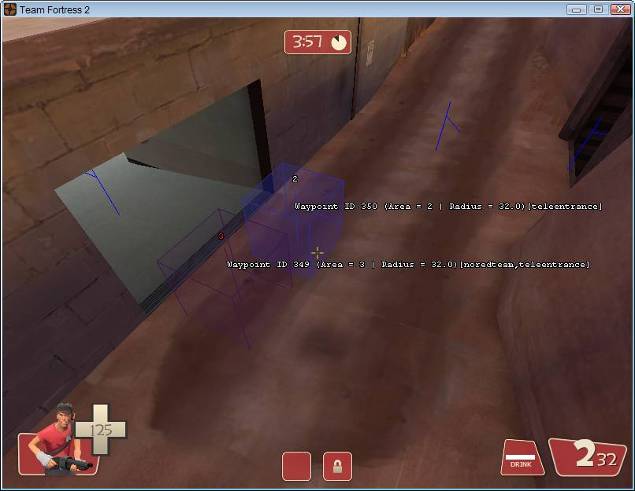 Team Fortress 2
3:57
2
Waypoint ID 350 (Area = 2 | Radius = 32.0)[teleentrance]
3
Waypoint ID 349 (Area = 3 | Radius = 32.0)[noredteam,teleentrance]
125
DRINK
2 32